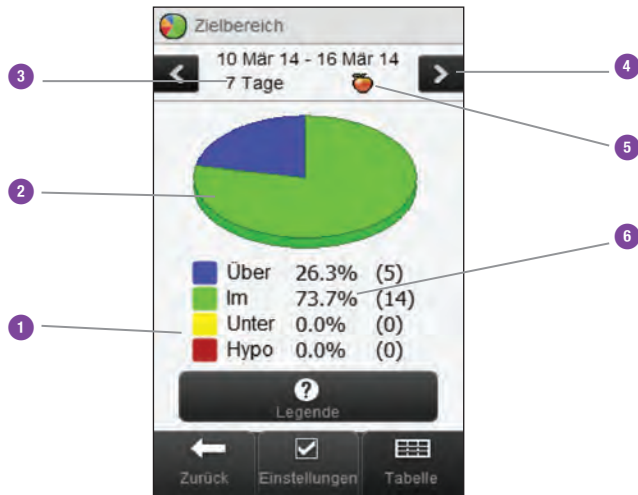 Zielbereich
10 Mär 14 - 16 Mär 14
7 Tage
Über 26.3% (5)
Im 73.7% (14)
Unter 0.0% (0)
Hypo 0.0% (0)
?
Legende
Zurück Einstellungen Tabelle
3
4
5
2
6
1